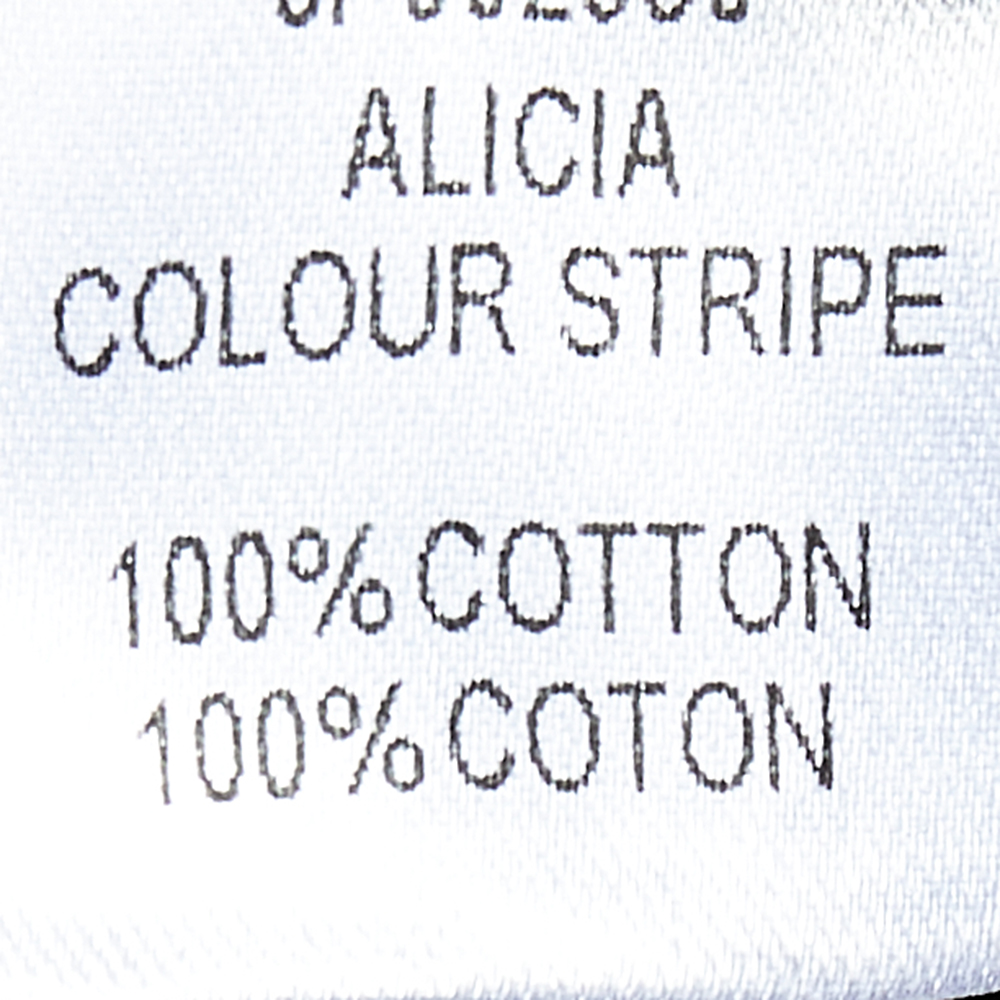 ALICIA
COLOUR STRIPE
100% COTTON
100% COTON